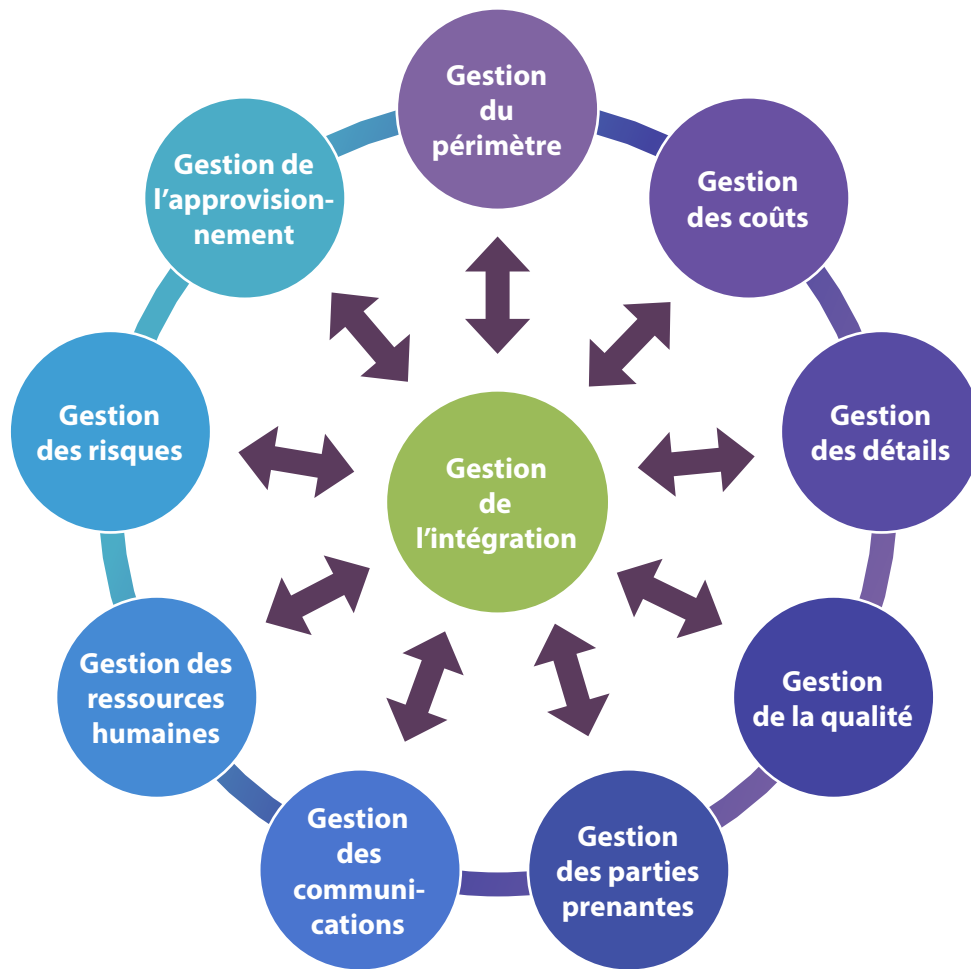 Gestion
du
périmètre
Gestion
des coûts
Gestion
des détails
Gestion
de la qualité
Gestion
des parties
prenantes
Gestion
des
communi-
cations
Gestion des
ressources
humaines
Gestion
des risques
Gestion de
l'approvision-
nement
Gestion
de
l'intégration